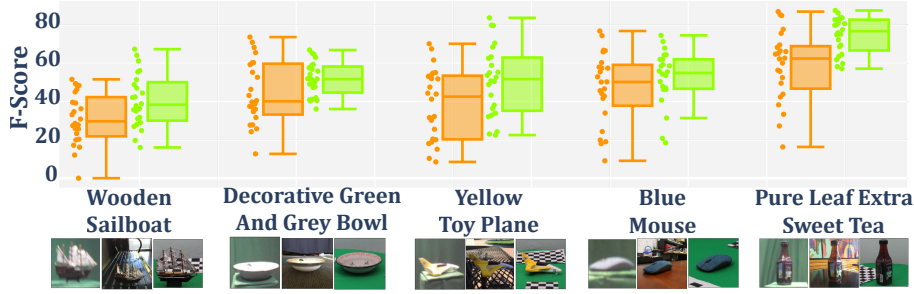 F-Score
80
60
40
20
0
Wooden
Sailboat
Decorative Green
And Grey Bowl
Yellow
Toy Plane
Blue
Mouse
Pure Leaf Extra
Sweet Tea